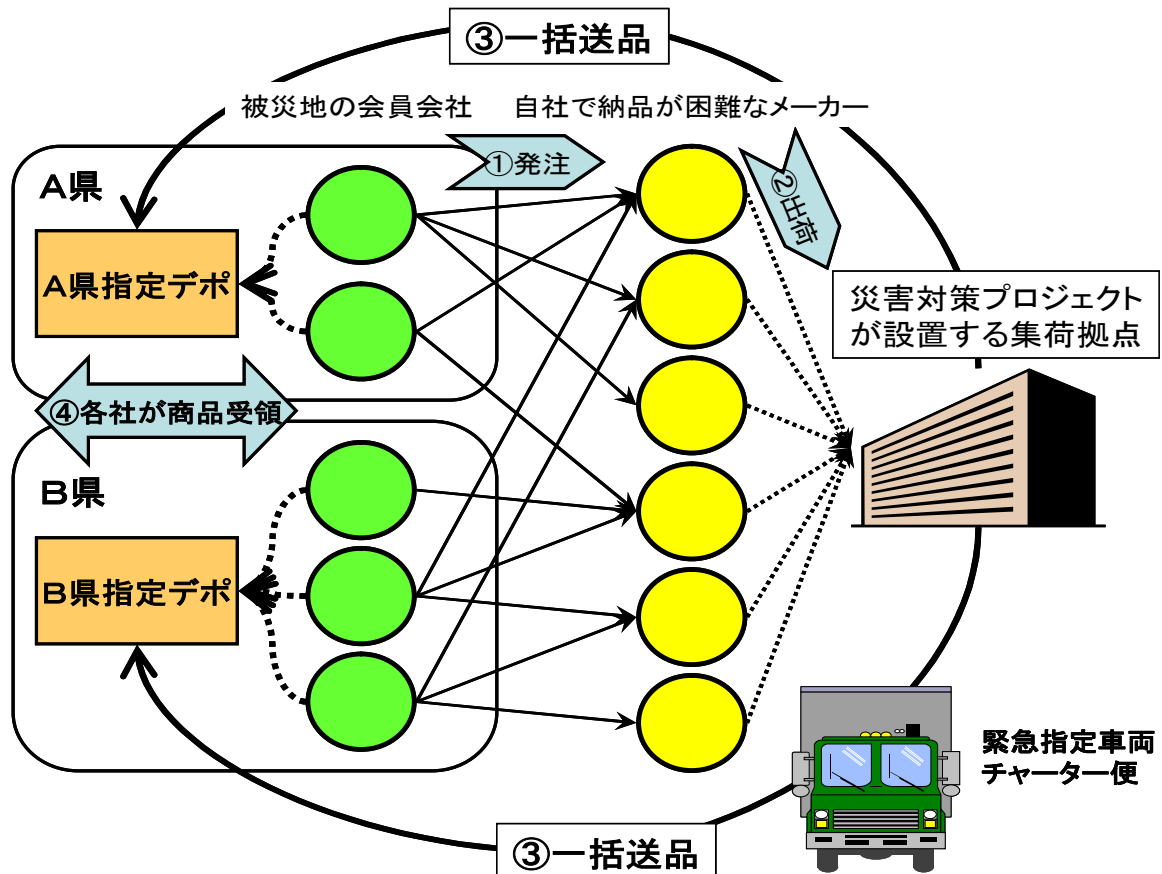 ③一括送品
被災地の会員会社
自社で納品が困難なメーカー
①発注
②出荷
A県
A県指定デポ
災害対策プロジェクト
が設置する集荷拠点
④各社が商品受領
B県
B県指定デポ
緊急指定車両
チャーター便
③一括送品